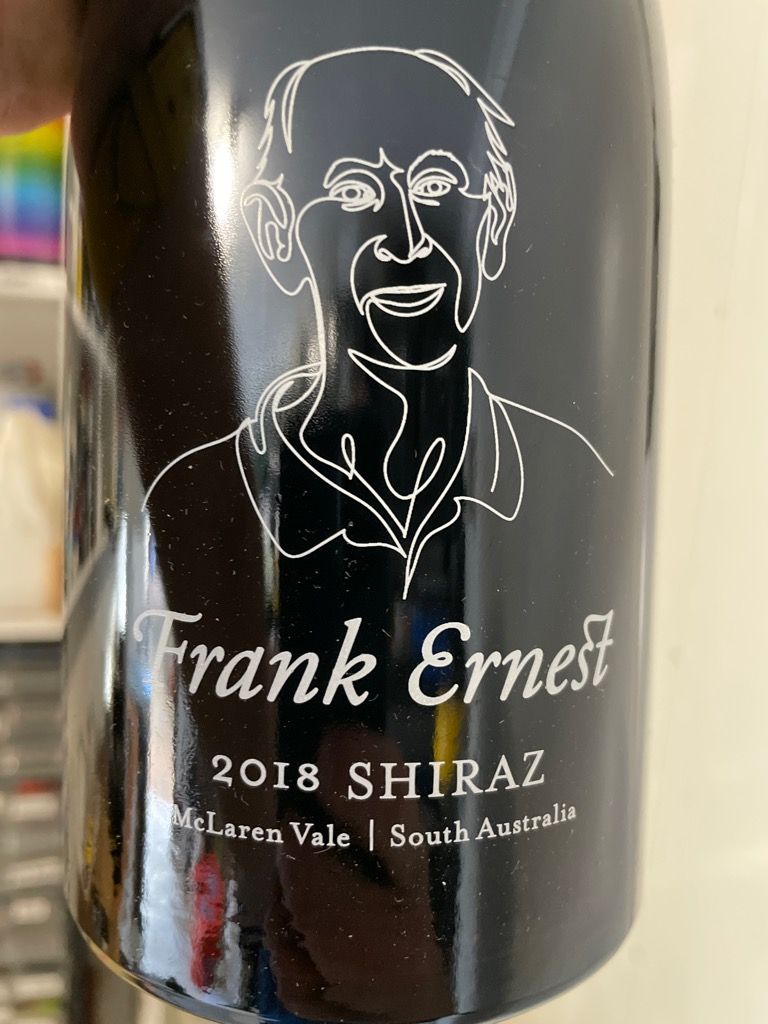 Frank Ernest
2018 SHIRAZ
McLaren Vale | South Australia